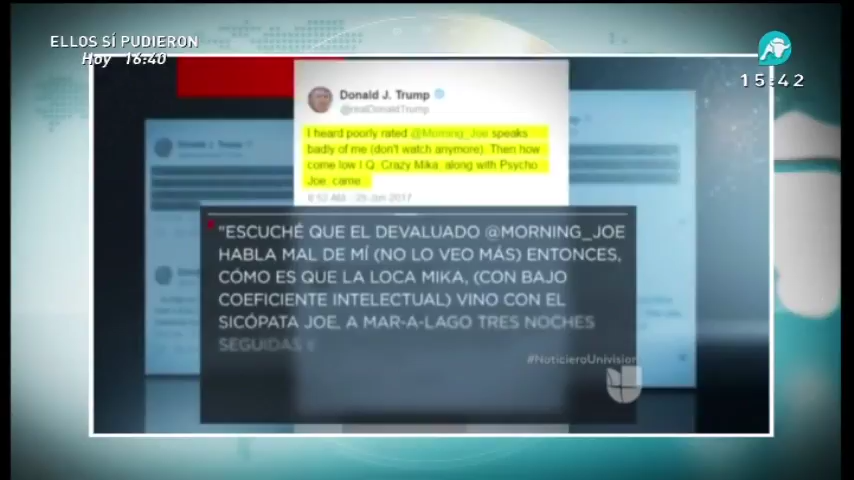 ELLOS SÍ PUDIERON
Hoy 16:40
15:42
Donald J. Trump
@realDonaldTrump
I heard poorly rated @Morning_Joe speaks
badly of me (don't watch anymore). Then how
come low I.Q. Crazy Mika, along with Psycho
Joe, came
"ESCUCHÉ QUE EL DEVALUADO @MORNING_JOE
HABLA MAL DE MÍ (NO LO VEO MÁS) ENTONCES,
CÓMO ES QUE LA LOCA MIKA, (CON BAJO
COEFICIENTE INTELECTUAL) VINO CON EL
SICÓPATA JOE, A MAR-A-LAGO TRES NOCHES
SEGUIDAS
#NoticieroUnivision